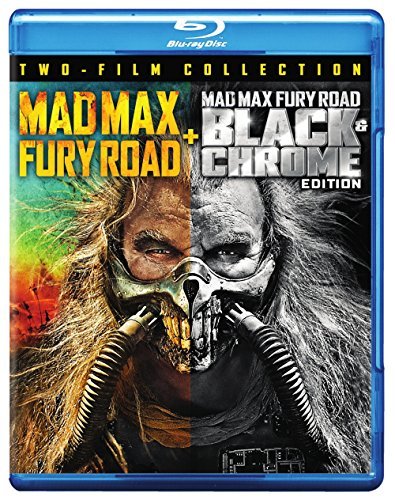 Blu-ray Disc
TWO-FILM COLLECTION
MAD MAX
FURY ROAD
+
MAD MAX FURY ROAD
BLACK &
CHROME
EDITION